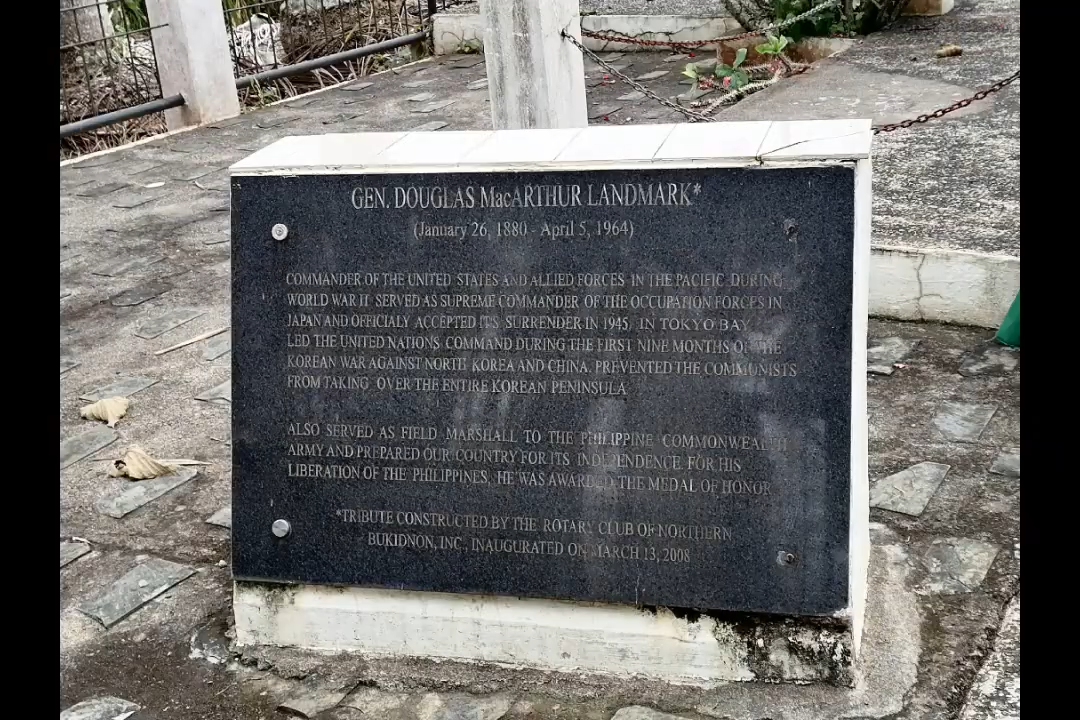 GEN. DOUGLAS MacARTHUR LANDMARK*
(January 26, 1880 - April 5, 1964)
COMMANDER OF THE UNITED STATES AND ALLIED FORCES IN THE PACIFIC DURING
WORLD WAR II SERVED AS SUPREME COMMANDER OF THE OCCUPATION FORCES IN
JAPAN AND OFFICIALY ACCEPTED ITS SURRENDER IN 1945, IN TOKYO BAY
LED THE UNITED NATIONS COMMAND DURING THE FIRST NINE MONTHS OF THE
KOREAN WAR AGAINST NORTH KOREA AND CHINA. PREVENTED THE COMMUNISTS
FROM TAKING OVER THE ENTIRE KOREAN PENINSULA
ALSO SERVED AS FIELD MARSHALL TO THE PHILIPPINE COMMONWEALTH
ARMY AND PREPARED OUR COUNTRY FOR ITS INDEPENDENCE FOR HIS
LIBERATION OF THE PHILIPPINES, HE WAS AWARDED THE MEDAL OF HONOR
*TRIBUTE CONSTRUCTED BY THE ROTARY CLUB OF NORTHERN
BUKIDNON, INC., INAUGURATED ON MARCH 13, 2008